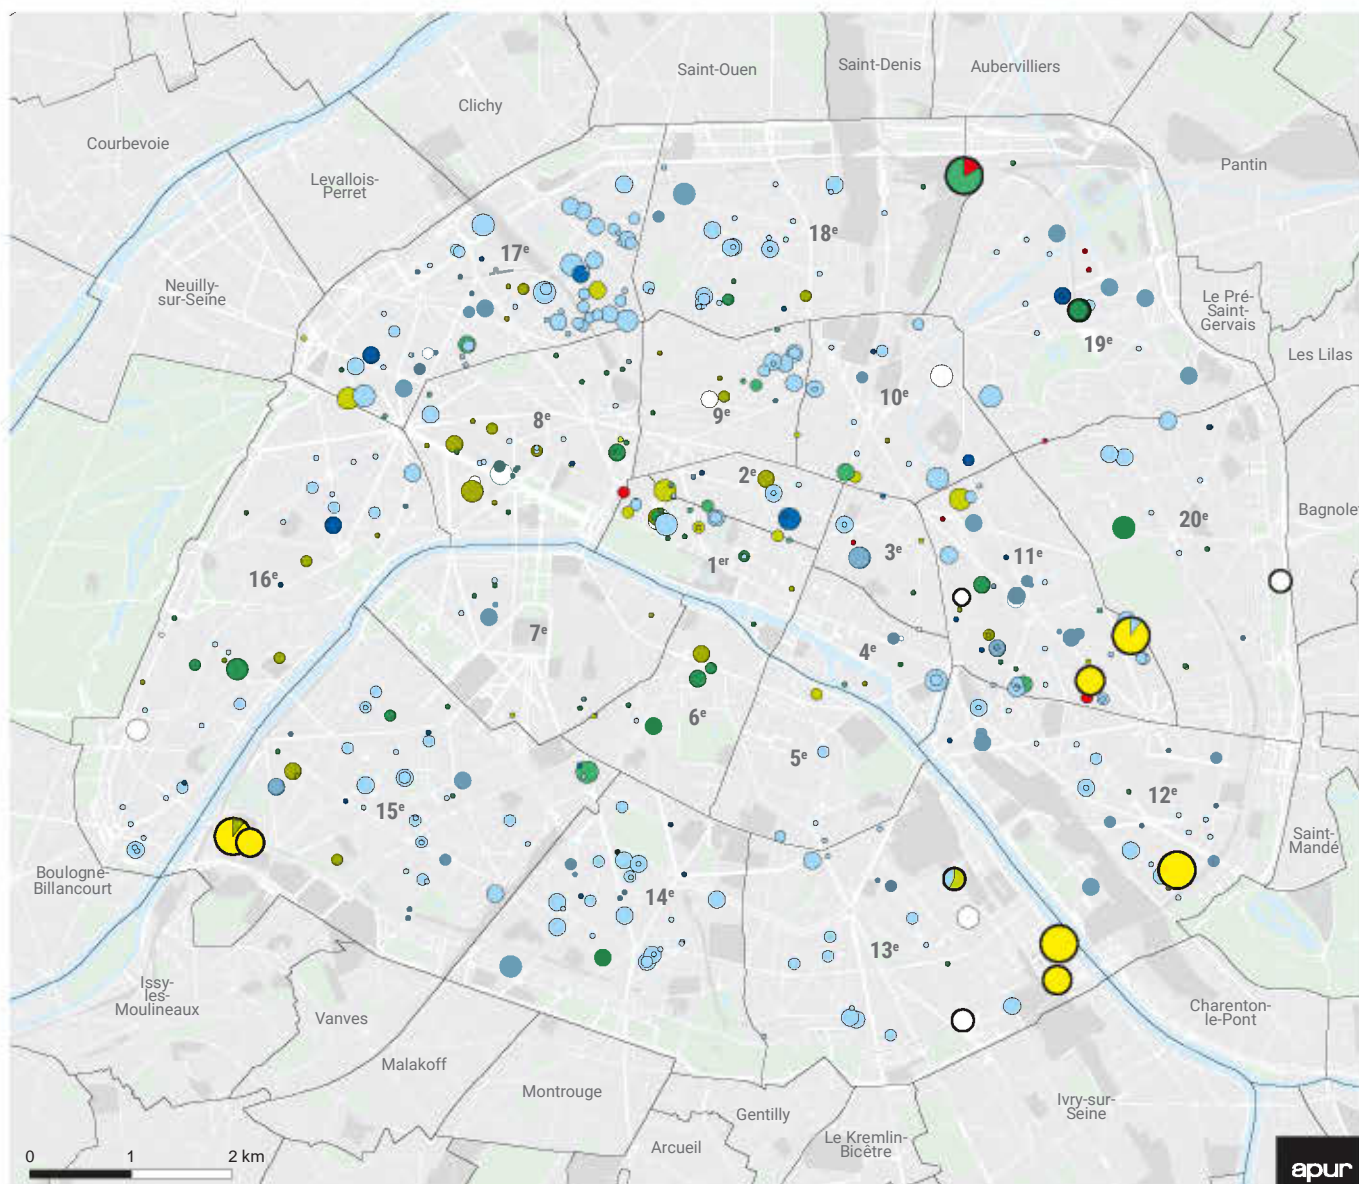 Saint-Ouen
Saint-Denis
Aubervilliers
Clichy
Courbevoie
Pantin
Levallois-
Perret
18e
17e
Neuilly-
sur-Seine
Le Pré-
Saint-
Gervais
19e
Les Lilas
10e
8e
9e
2e
20e
Bagnole
3e
11e
1er
16e
7e
4e
6e
5e
12e
15e
Saint-
Mandé
Boulogne-
Billancourt
14e
13e
Issy-
les-
Moulineaux
Charenton-
le-Pont
Vanves
Malakoff
Montrouge
Ivry-sur-
Seine
Gentilly
Le Kremlin-
Bicêtre
Arcueil
0 1 2 km
apur